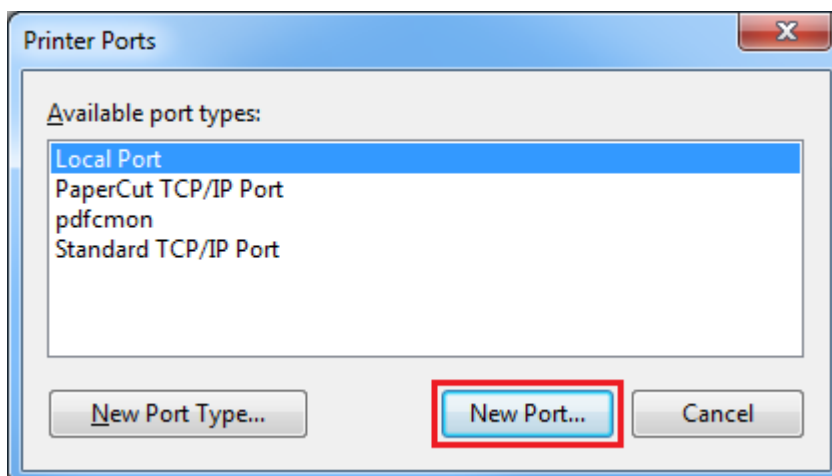 Printer Ports
Available port types:
Local Port
PaperCut TCP/IP Port
pdfcmon
Standard TCP/IP Port
New Port Type...
New Port...
Cancel